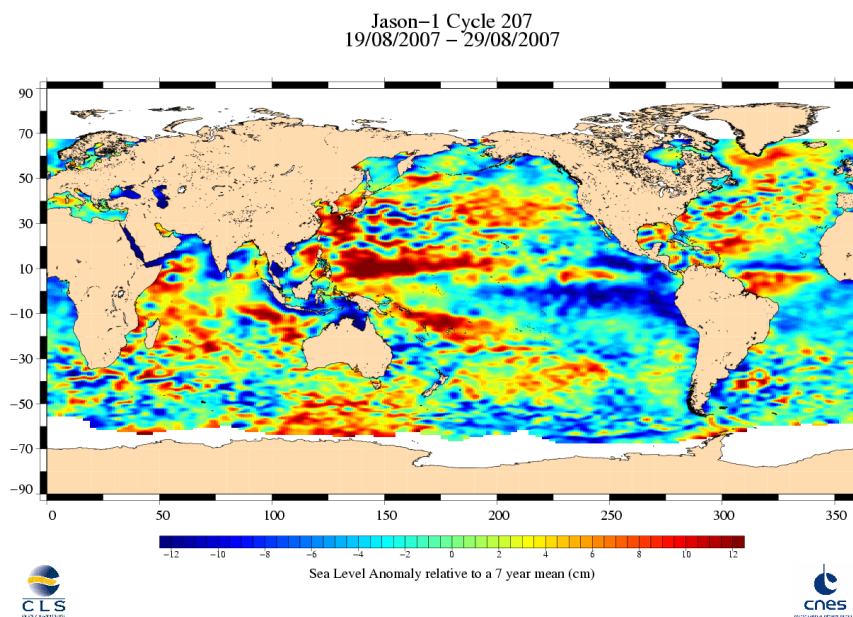 Jason-1 Cycle 207
19/08/2007 – 29/08/2007
90
70
50
30
10
−10
−30
−50
−70
−90
0 50 100 150 200 250 300 350
−12 −10 −8 −6 −4 −2 0 2 4 6 8 10 12
Sea Level Anomaly relative to a 7 year mean (cm)
CLS
cnes